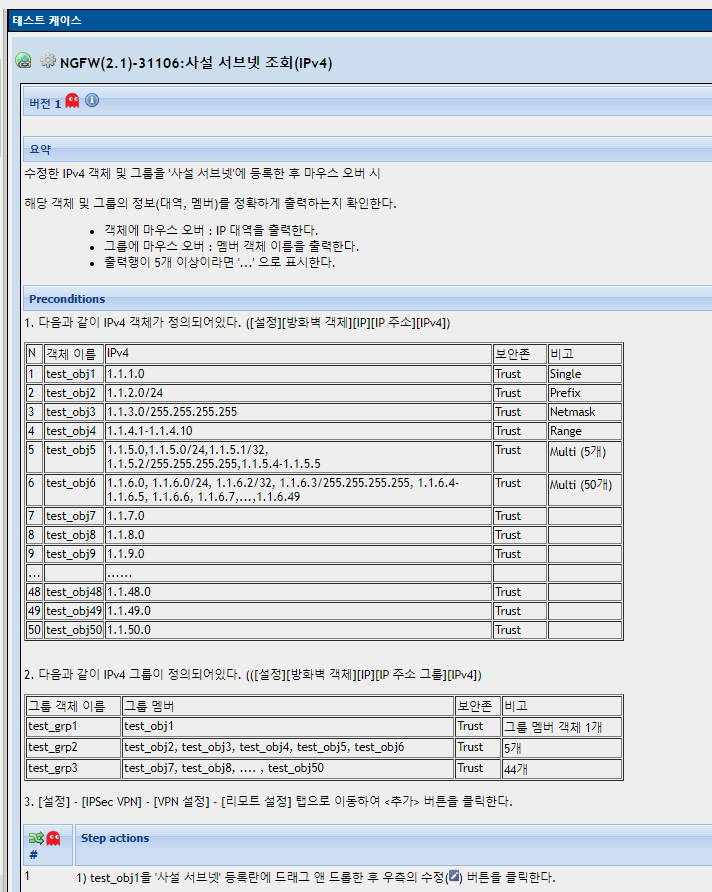 테스트 케이스
NGFW(2.1)-31106:사설 서브넷 조회(IPv4)
버전 1
요약
수정한 IPv4 객체 및 그룹을 '사설 서브넷'에 등록한 후 마우스 오버 시
해당 객체 및 그룹의 정보(대역, 멤버)를 정확하게 출력하는지 확인한다.
• 객체에 마우스 오버 : IP 대역을 출력한다.
• 그룹에 마우스 오버 : 멤버 객체 이름을 출력한다.
• 출력행이 5개 이상이라면 '...' 으로 표시한다.
Preconditions
1. 다음과 같이 IPv4 객체가 정의되어있다. ([설정][방화벽 객체][IP][IP 주소][IPv4])
N 객체 이름 IPv4 보안존 비고
1 test_obj1 1.1.1.0 Trust Single
2 test_obj2 1.1.2.0/24 Trust Prefix
3 test_obj3 1.1.3.0/255.255.255.255 Trust Netmask
4 test_obj4 1.1.4.1-1.1.4.10 Trust Range
5 test_obj5 1.1.5.0,1.1.5.0/24,1.1.5.1/32, Trust Multi (5개)
1.1.5.2/255.255.255.255,1.1.5.4-1.1.5.5
6 test_obj6 1.1.6.0, 1.1.6.0/24, 1.1.6.2/32, 1.1.6.3/255.255.255.255, 1.1.6.4- Trust Multi (50개)
1.1.6.5, 1.1.6.6, 1.1.6.7,...,1.1.6.49
7 test_obj7 1.1.7.0 Trust
8 test_obj8 1.1.8.0 Trust
9 test_obj9 1.1.9.0 Trust
... ......
48 test_obj48 1.1.48.0 Trust
49 test_obj49 1.1.49.0 Trust
50 test_obj50 1.1.50.0 Trust
2. 다음과 같이 IPv4 그룹이 정의되어있다. (([설정][방화벽 객체][IP][IP 주소 그룹][IPv4])
그룹 객체 이름 그룹 멤버 보안존 비고
test_grp1 test_obj1 Trust 그룹 멤버 객체 1개
test_grp2 test_obj2, test_obj3, test_obj4, test_obj5, test_obj6 Trust 5개
test_grp3 test_obj7, test_obj8, .... , test_obj50 Trust 44개
3. [설정] - [IPSec VPN] - [VPN 설정] - [리모트 설정] 탭으로 이동하여 <추가> 버튼을 클릭한다.
# Step actions
1 1) test_obj1을 '사설 서브넷' 등록란에 드래그 앤 드롭한 후 우측의 수정( ) 버튼을 클릭한다.